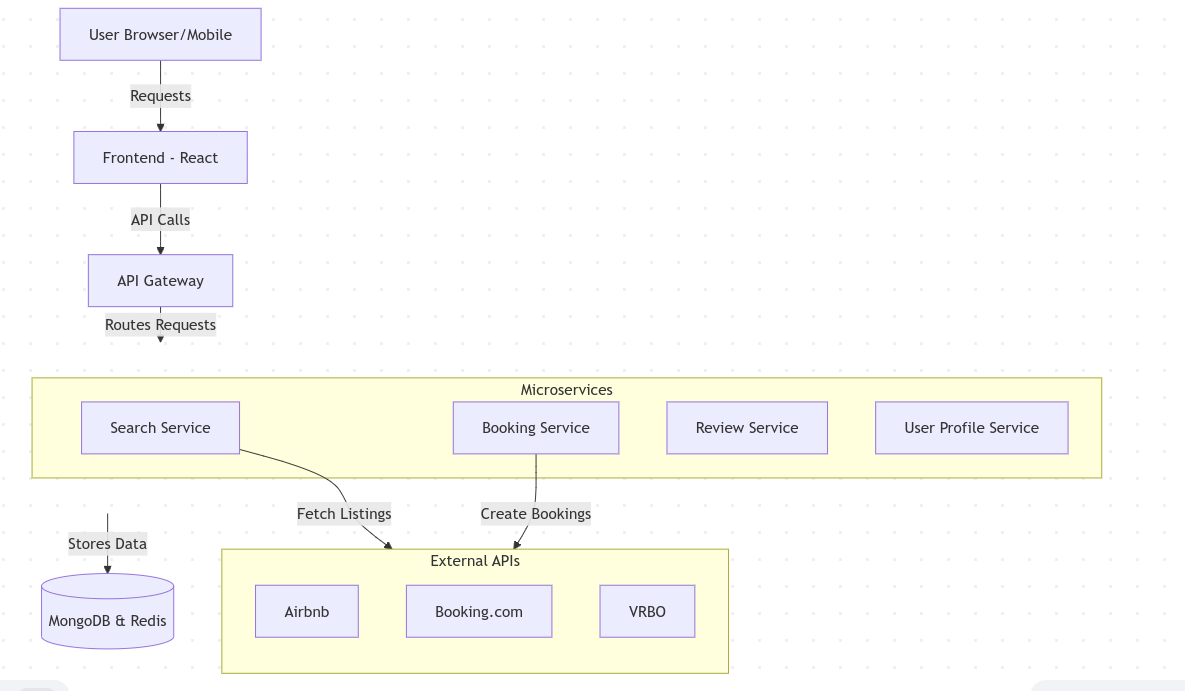 User Browser/Mobile
Requests
Frontend - React
API Calls
API Gateway
Routes Requests
Microservices
Search Service
Booking Service
Review Service
User Profile Service
Fetch Listings
Create Bookings
Stores Data
External APIs
MongoDB & Redis
Airbnb
Booking.com
VRBO